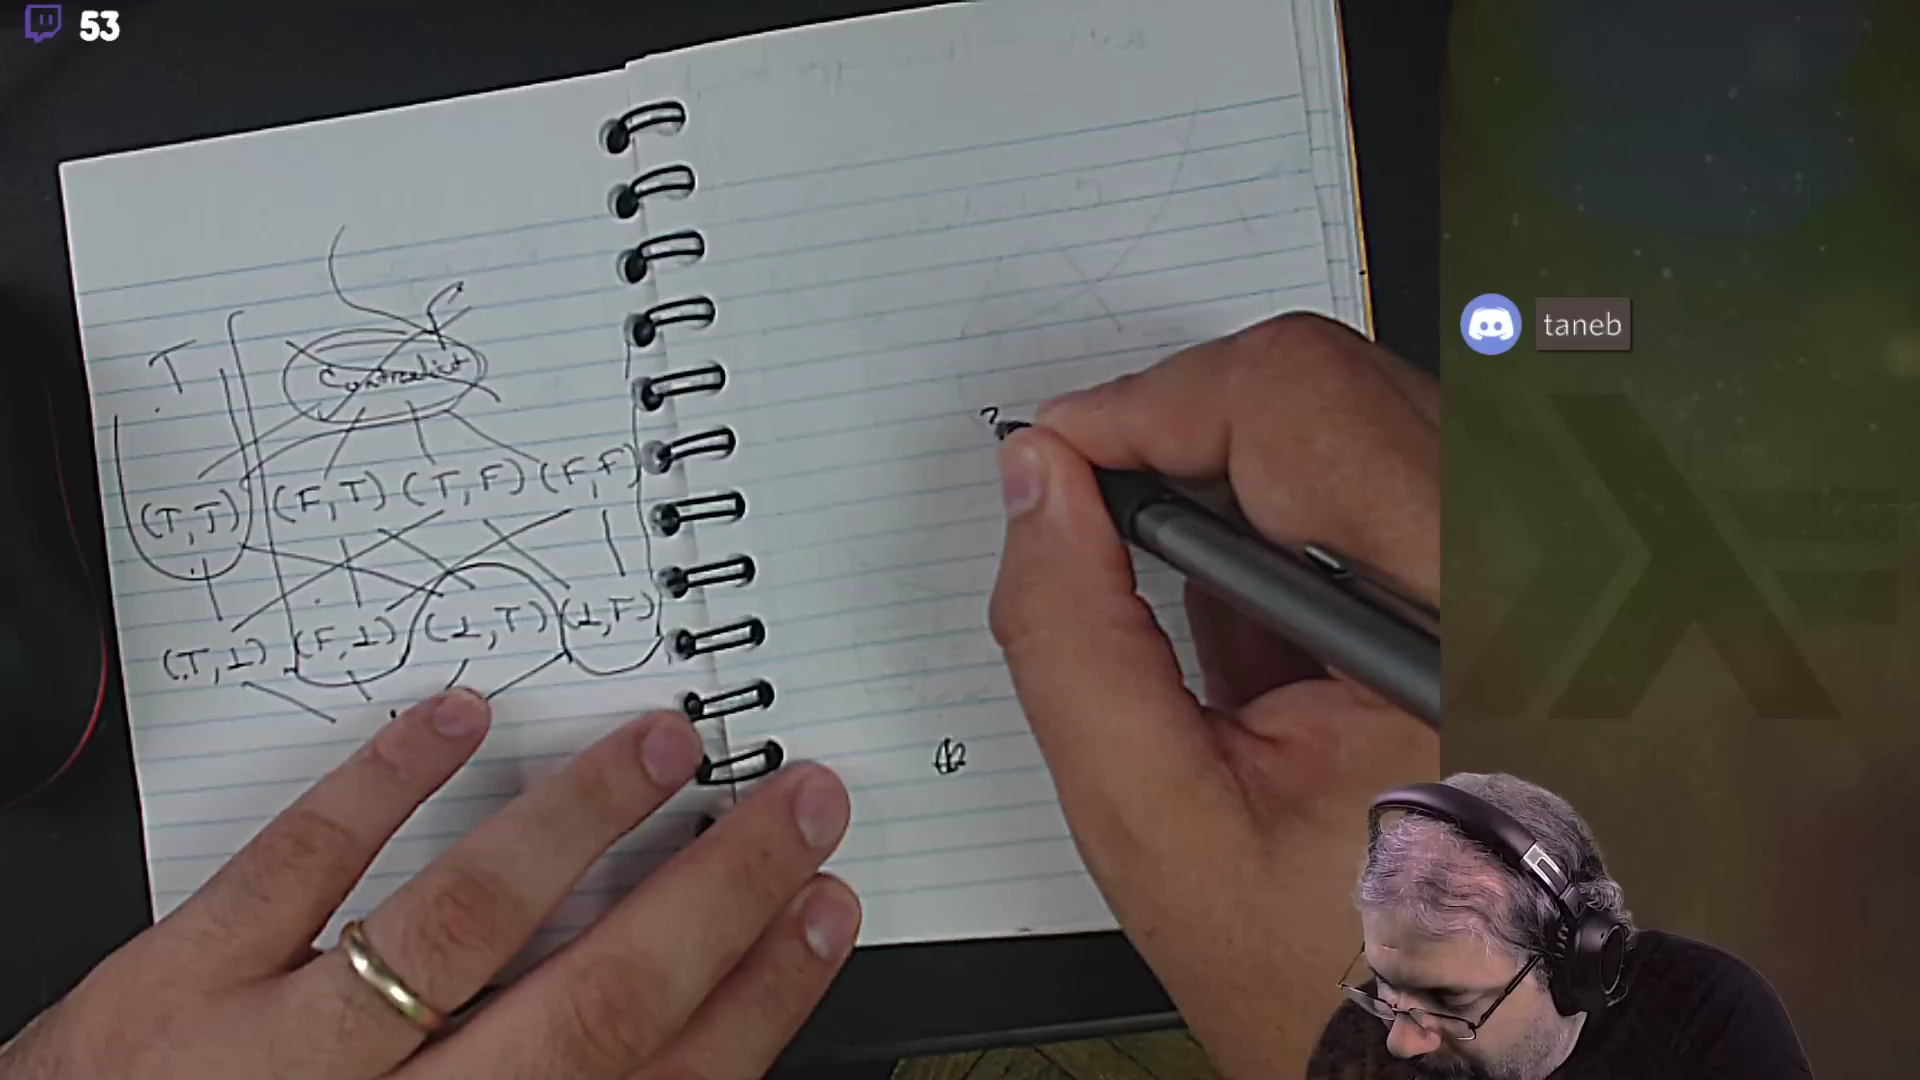 53
T
Contradict
(T,T) (F,T) (T,F) (F,F)
(T,⊥) (F,⊥) (⊥,T) (⊥,F)
?
taneb